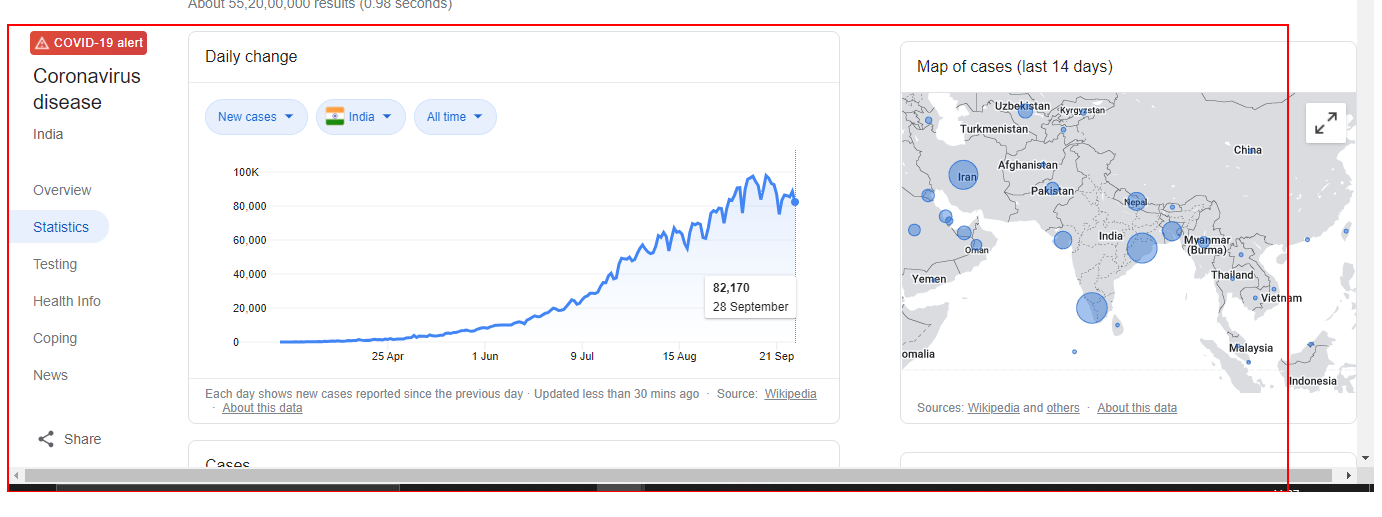 About 55,20,00,000 results (0.98 seconds)
COVID-19 alert
Coronavirus
disease
India
Overview
Statistics
Testing
Health Info
Coping
News
Share
Daily change
New cases
India
All time
100K
80,000
60,000
40,000
20,000
0
82,170
28 September
25 Apr
1 Jun
9 Jul
15 Aug
21 Sep
Each day shows new cases reported since the previous day · Updated less than 30 mins ago · Source: Wikipedia
· About this data
Cases
Map of cases (last 14 days)
Uzbekistan
Kyrgyzstan
Turkmenistan
China
Afghanistan
Iran
Pakistan
Nepal
India
Myanmar
(Burma)
Oman
Yemen
Thailand
Vietnam
omalia
Malaysia
Indonesia
Sources: Wikipedia and others · About this data